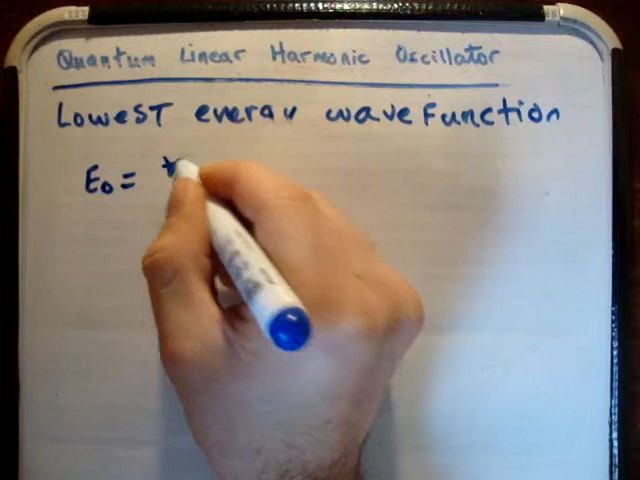 Quantum Linear Harmonic Oscillator
Lowest energy wave Function
E₀ =